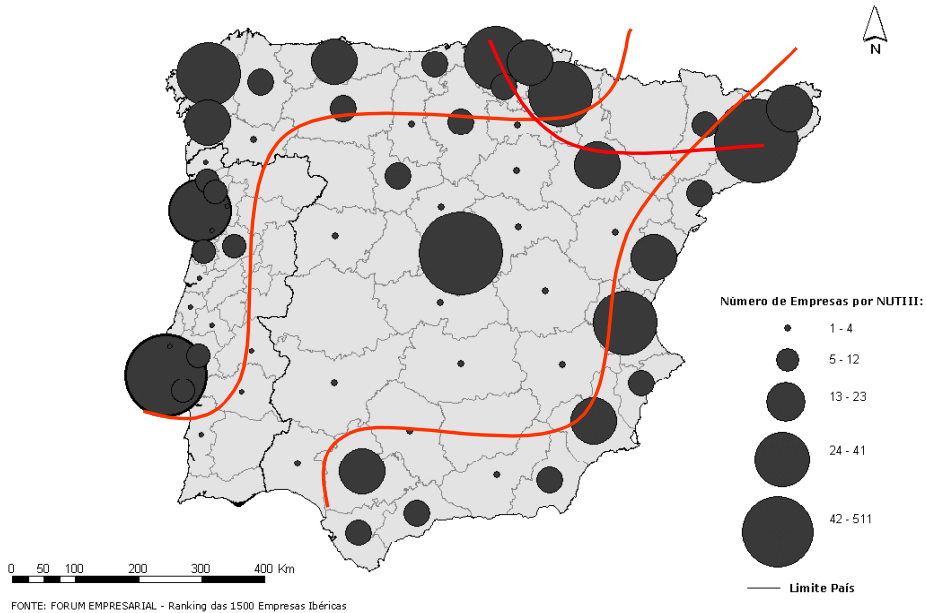 N
Número de Empresas por NUTIII:
1 - 4
5 - 12
13 - 23
24 - 41
42 - 511
Limite País
0 50 100 200 300 400 Km
FONTE: FORUM EMPRESARIAL - Ranking das 1500 Empresas Ibéricas